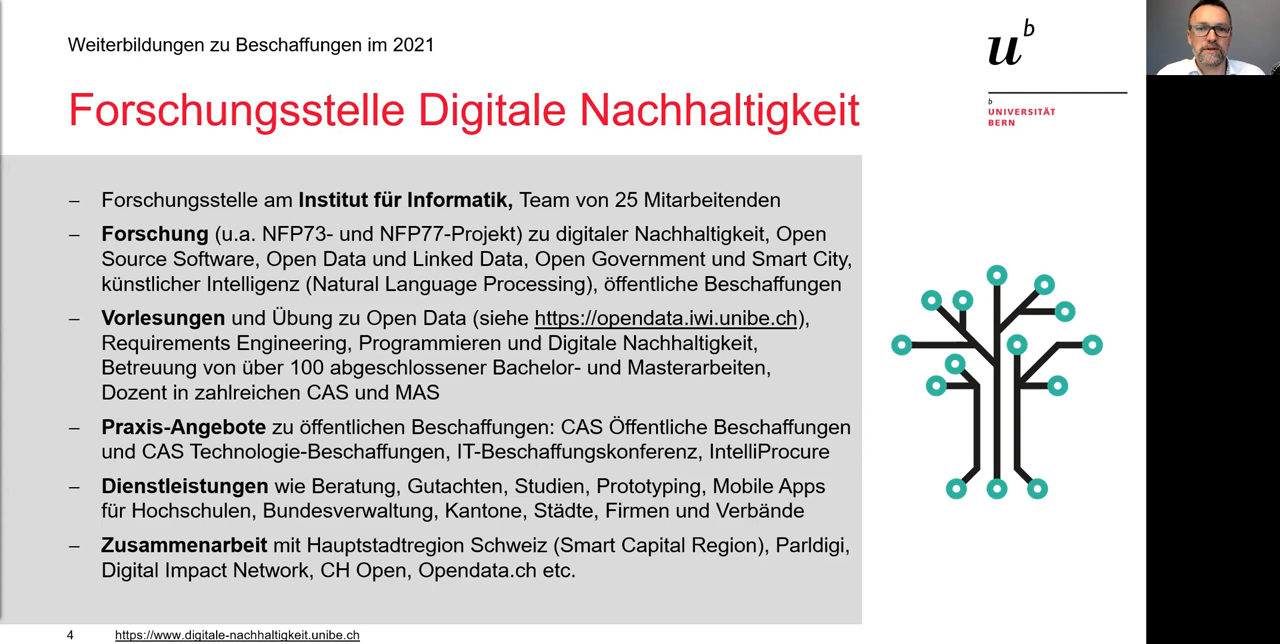 Weiterbildungen zu Beschaffungen im 2021
Forschungsstelle Digitale Nachhaltigkeit
u b
b
UNIVERSITÄT
BERN
– Forschungsstelle am Institut für Informatik, Team von 25 Mitarbeitenden
– Forschung (u.a. NFP73- und NFP77-Projekt) zu digitaler Nachhaltigkeit, Open
Source Software, Open Data und Linked Data, Open Government und Smart City,
künstlicher Intelligenz (Natural Language Processing), öffentliche Beschaffungen
– Vorlesungen und Übung zu Open Data (siehe https://opendata.iwi.unibe.ch),
Requirements Engineering, Programmieren und Digitale Nachhaltigkeit,
Betreuung von über 100 abgeschlossener Bachelor- und Masterarbeiten,
Dozent in zahlreichen CAS und MAS
– Praxis-Angebote zu öffentlichen Beschaffungen: CAS Öffentliche Beschaffungen
und CAS Technologie-Beschaffungen, IT-Beschaffungskonferenz, IntelliProcure
– Dienstleistungen wie Beratung, Gutachten, Studien, Prototyping, Mobile Apps
für Hochschulen, Bundesverwaltung, Kantone, Städte, Firmen und Verbände
– Zusammenarbeit mit Hauptstadtregion Schweiz (Smart Capital Region), Parldigi,
Digital Impact Network, CH Open, Opendata.ch etc.
4 https://www.digitale-nachhaltigkeit.unibe.ch